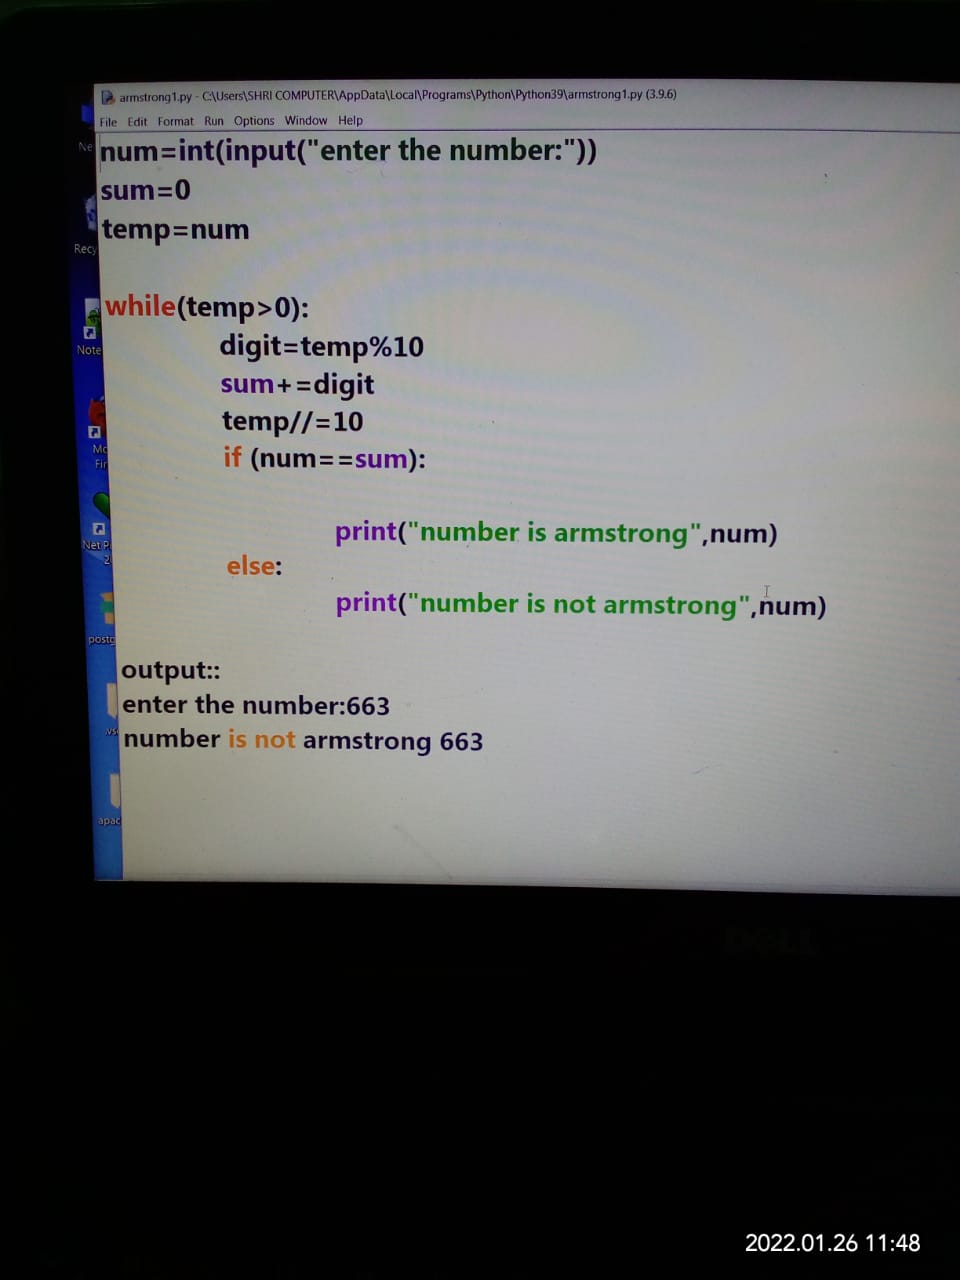 armstrong1.py - C:\Users\SHRI COMPUTER\AppData\Local\Programs\Python\Python39\armstrong1.py (3.9.6)
File Edit Format Run Options Window Help
Ne
num=int(input("enter the number:"))
sum=0
temp=num
Recy
while(temp>0):
Note
digit=temp%10
sum+=digit
temp//=10
if (num==sum):
Fir
print("number is armstrong",num)
Net P
2
else:
print("number is not armstrong",num)
postg
output::
enter the number:663
number is not armstrong 663
.vs
apac
DELL
2022.01.26 11:48